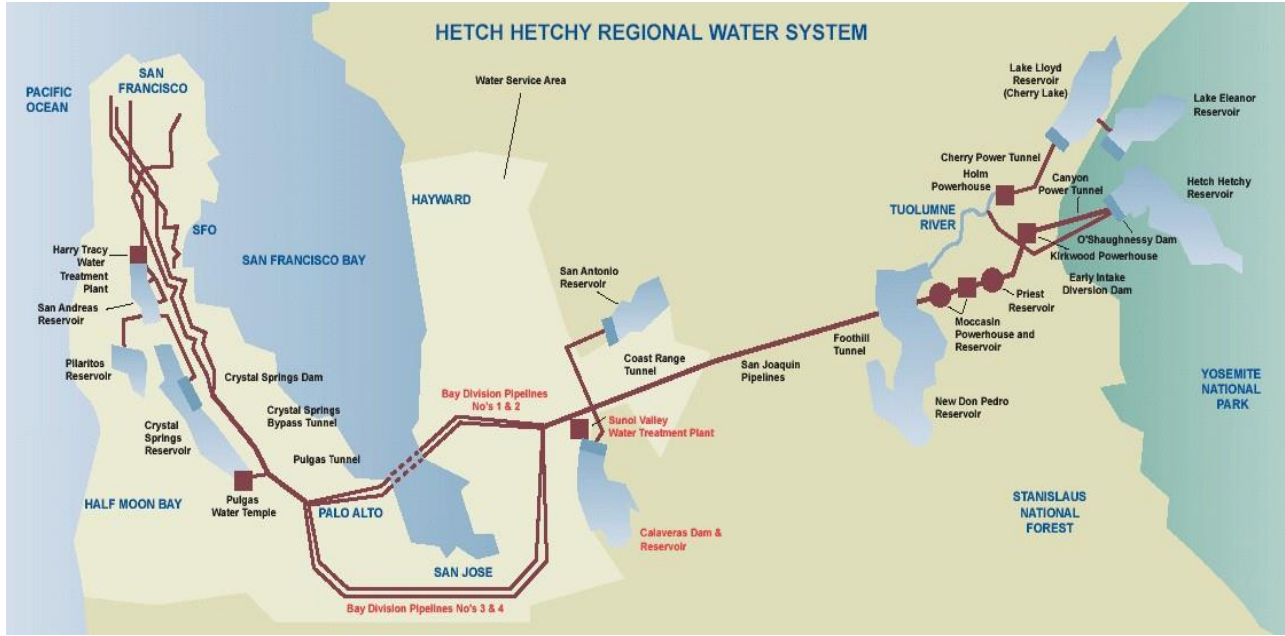 HETCH HETCHY REGIONAL WATER SYSTEM
PACIFIC
OCEAN
SAN
FRANCISCO
Water Service Area
Lake Lloyd
Reservoir
(Cherry Lake)
Lake Eleanor
Reservoir
Cherry Power Tunnel
Holm
Powerhouse
Canyon
Power Tunnel
Hetch Hetchy
Reservoir
HAYWARD
TUOLUMNE
RIVER
SFO
O'Shaughnessy Dam
Kirkwood Powerhouse
Harry Tracy
Water
Treatment
Plant
SAN FRANCISCO BAY
San Antonio
Reservoir
Early Intake
Diversion Dam
Priest
Reservoir
San Andreas
Reservoir
Moccasin
Powerhouse and
Reservoir
Foothill
Tunnel
Pilaritos
Reservoir
Coast Range
Tunnel
San Joaquin
Pipelines
Crystal Springs Dam
YOSEMITE
NATIONAL
PARK
Bay Division Pipelines
No's 1 & 2
New Don Pedro
Reservoir
Crystal Springs
Bypass Tunnel
Sunol Valley
Water Treatment Plant
Crystal
Springs
Reservoir
Pulgas Tunnel
HALF MOON BAY
Pulgas
Water Temple
PALO ALTO
STANISLAUS
NATIONAL
FOREST
Calaveras Dam &
Reservoir
SAN JOSE
Bay Division Pipelines No's 3 & 4